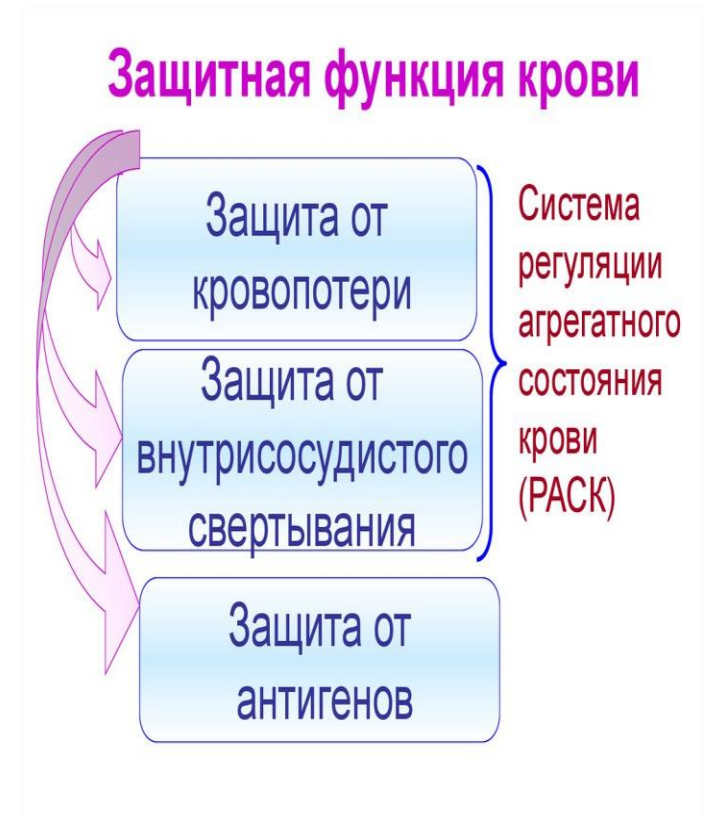 Защитная функция крови
Защита от
кровопотери
Защита от
внутрисосудистого
свертывания
Система
регуляции
агрегатного
состояния
крови
(РАСК)
Защита от
антигенов